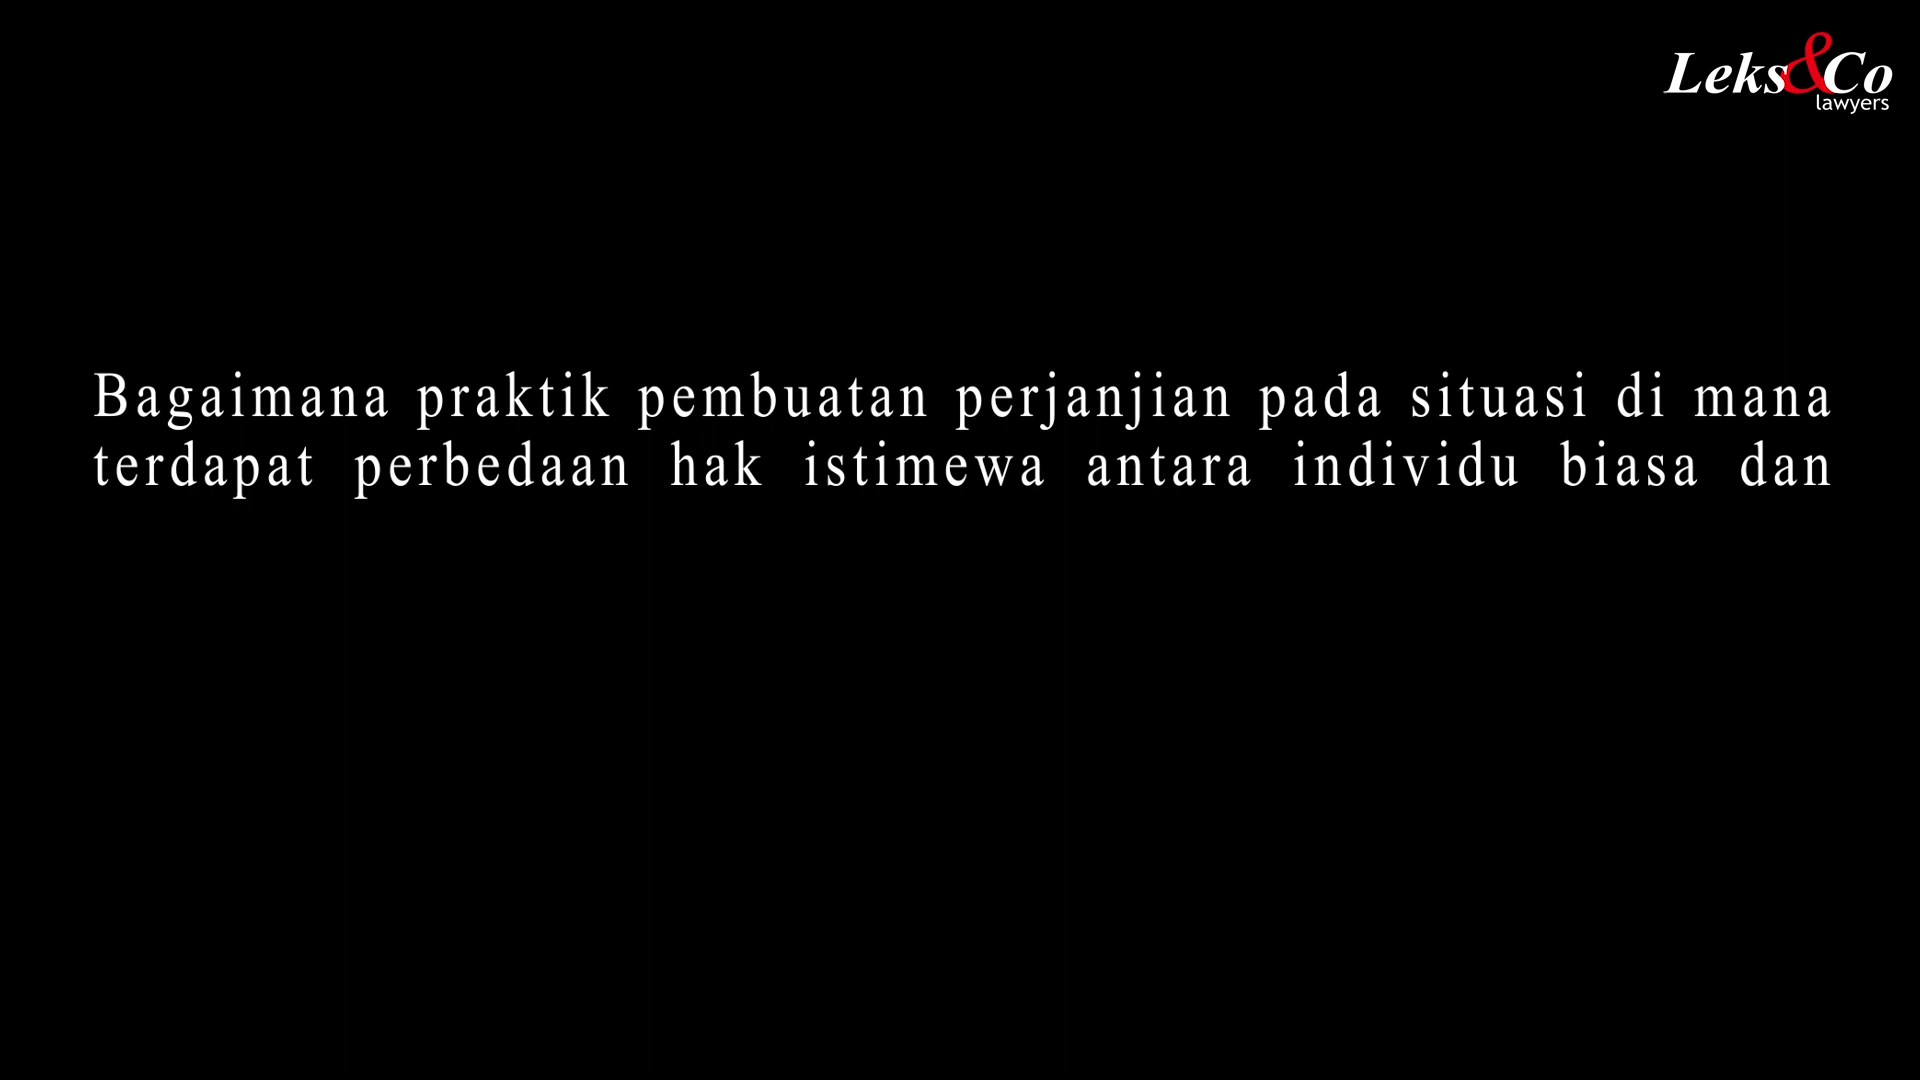 Leks&Co
lawyers
Bagaimana praktik pembuatan perjanjian pada situasi di mana
terdapat perbedaan hak istimewa antara individu biasa dan